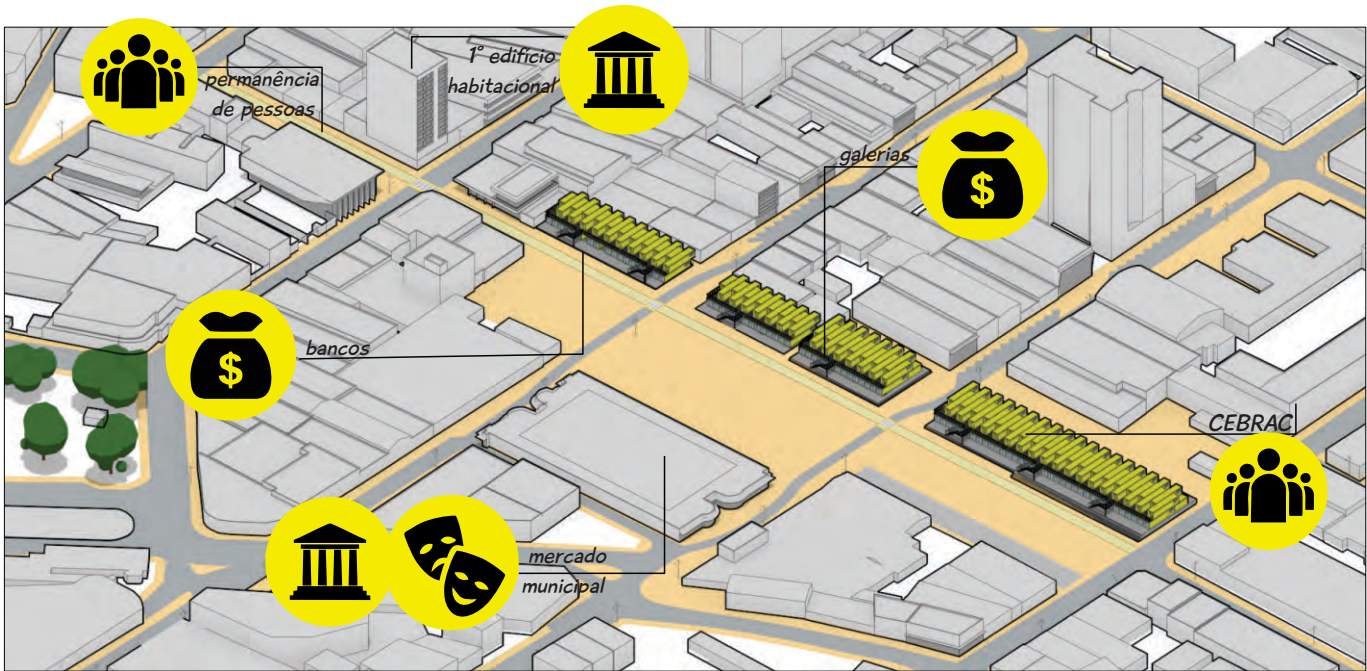 permanência
de pessoas
1° edifício
habitacional
galerias
$
$
bancos
CEBRAC
mercado
municipal